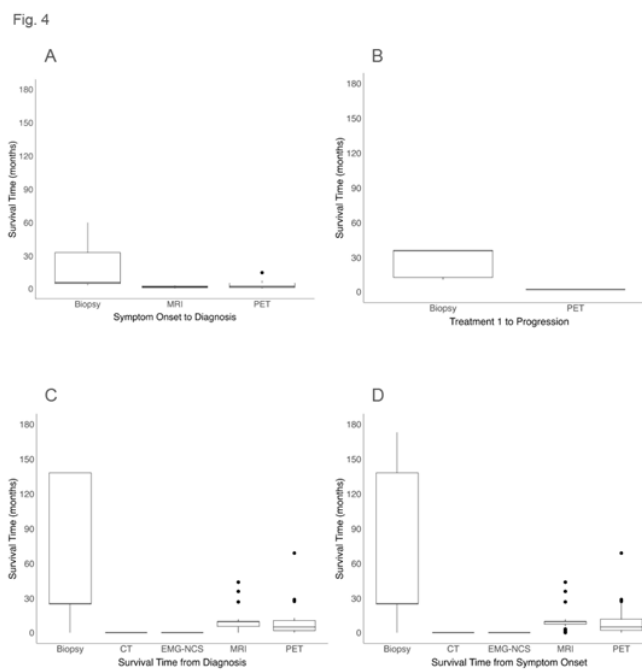 Fig. 4
A
Survival Time (months)
180
150
120
90
60
30
0
Biopsy MRI PET
Symptom Onset to Diagnosis
B
Survival Time (months)
180
150
120
90
60
30
0
Biopsy PET
Treatment 1 to Progression
C
Survival Time (months)
180
150
120
90
60
30
0
Biopsy CT EMG-NCS MRI PET
Survival Time from Diagnosis
D
Survival Time (months)
180
150
120
90
60
30
0
Biopsy CT EMG-NCS MRI PET
Survival Time from Symptom Onset